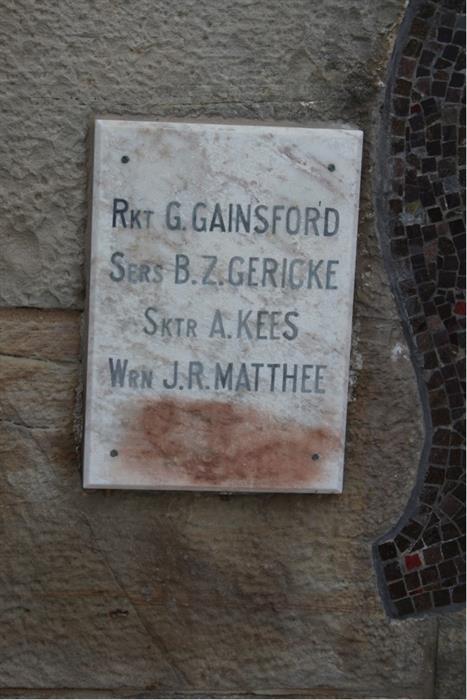 Rkt G. GAINSFORD
Sers B.Z. GERICKE
Sktr A. KEES
Wrn J.R. MATTHEE